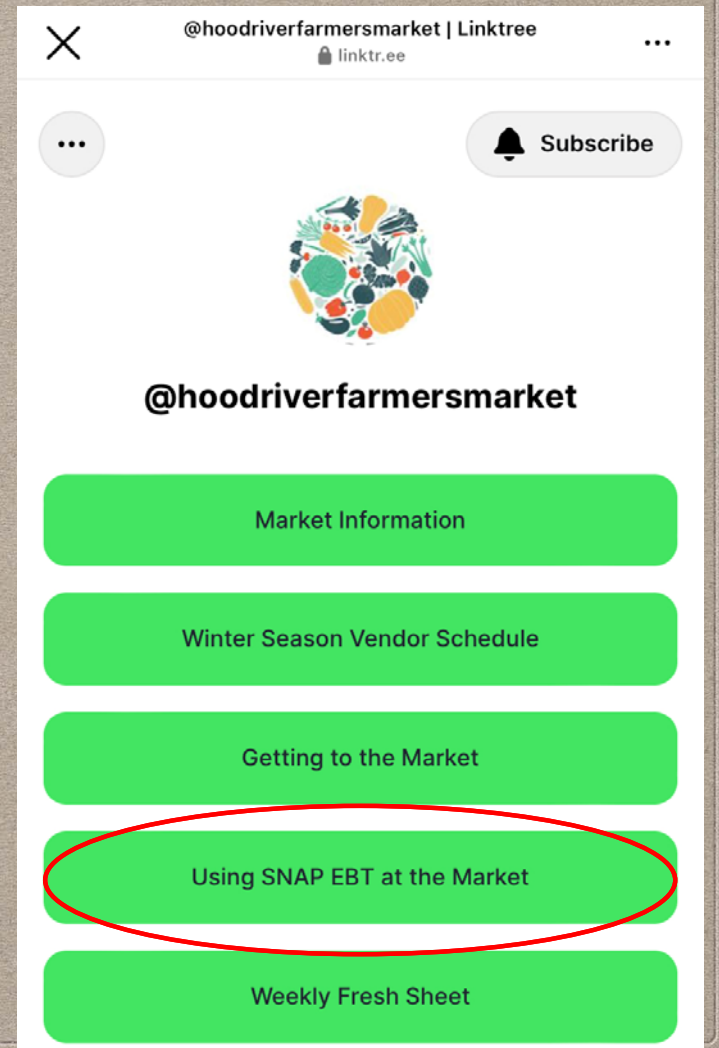 @hoodriverfarmersmarket | Linktree
linktr.ee
Subscribe
@hoodriverfarmersmarket
Market Information
Winter Season Vendor Schedule
Getting to the Market
Using SNAP EBT at the Market
Weekly Fresh Sheet